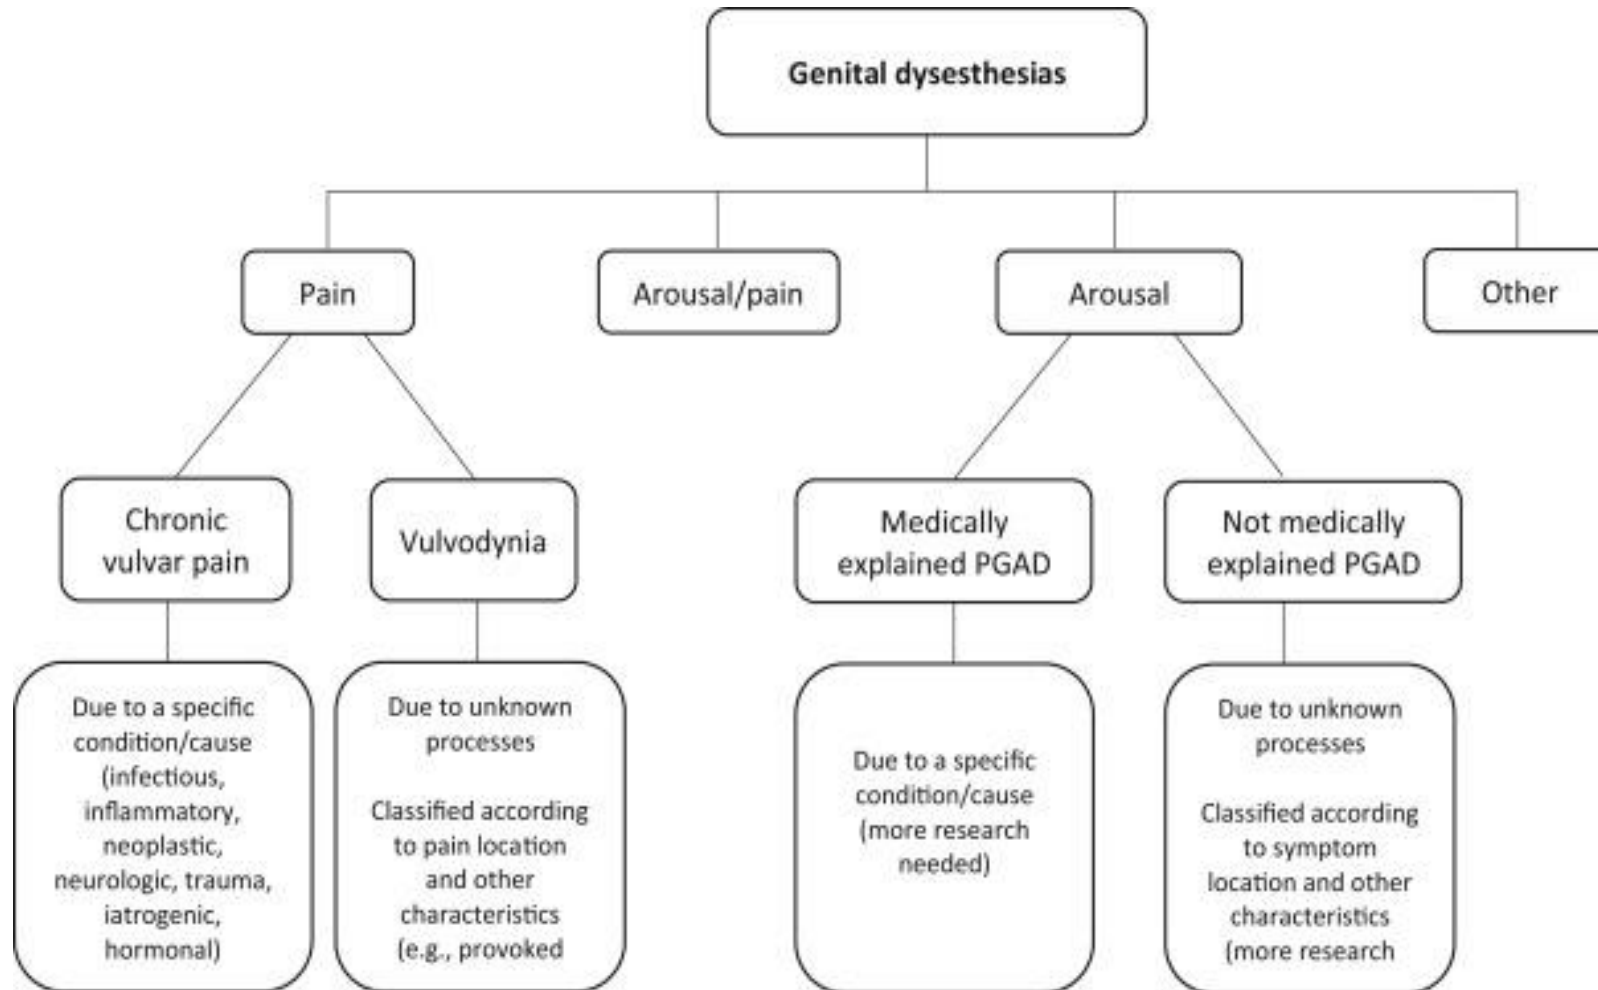 Genital dysesthesias
Pain
Arousal/pain
Arousal
Other
Chronic
vulvar pain
Vulvodynia
Medically
explained PGAD
Not medically
explained PGAD
Due to a specific
condition/cause
(infectious,
inflammatory,
neoplastic,
neurologic, trauma,
iatrogenic,
hormonal)
Due to unknown
processes
Classified according
to pain location
and other
characteristics
(e.g., provoked
Due to a specific
condition/cause
(more research
needed)
Due to unknown
processes
Classified according
to symptom
location and other
characteristics
(more research